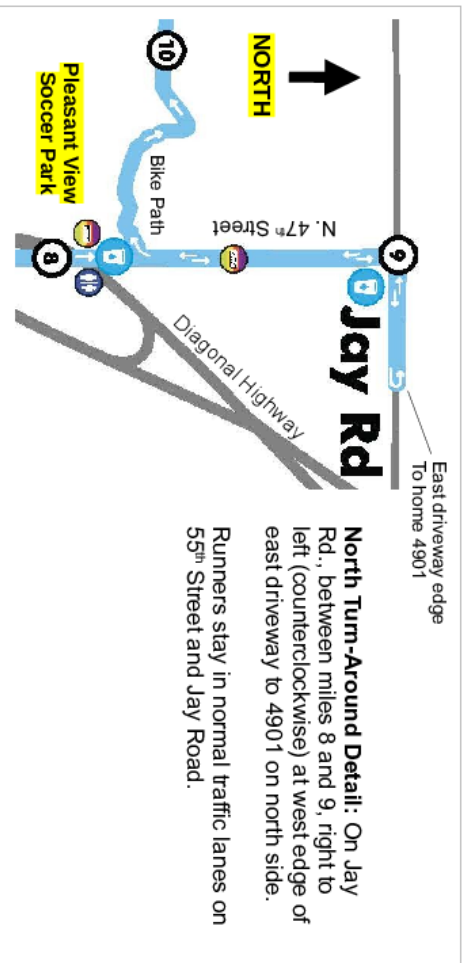 NORTH
10
Pleasant View
Soccer Park
Bike Path
N. 47th Street
8
9
Jay Rd
Diagonal Highway
East driveway edge
To home 4901
North Turn-Around Detail: On Jay
Rd., between miles 8 and 9, right to
left (counterclockwise) at west edge of
east driveway to 4901 on north side.
Runners stay in normal traffic lanes on
55th Street and Jay Road.